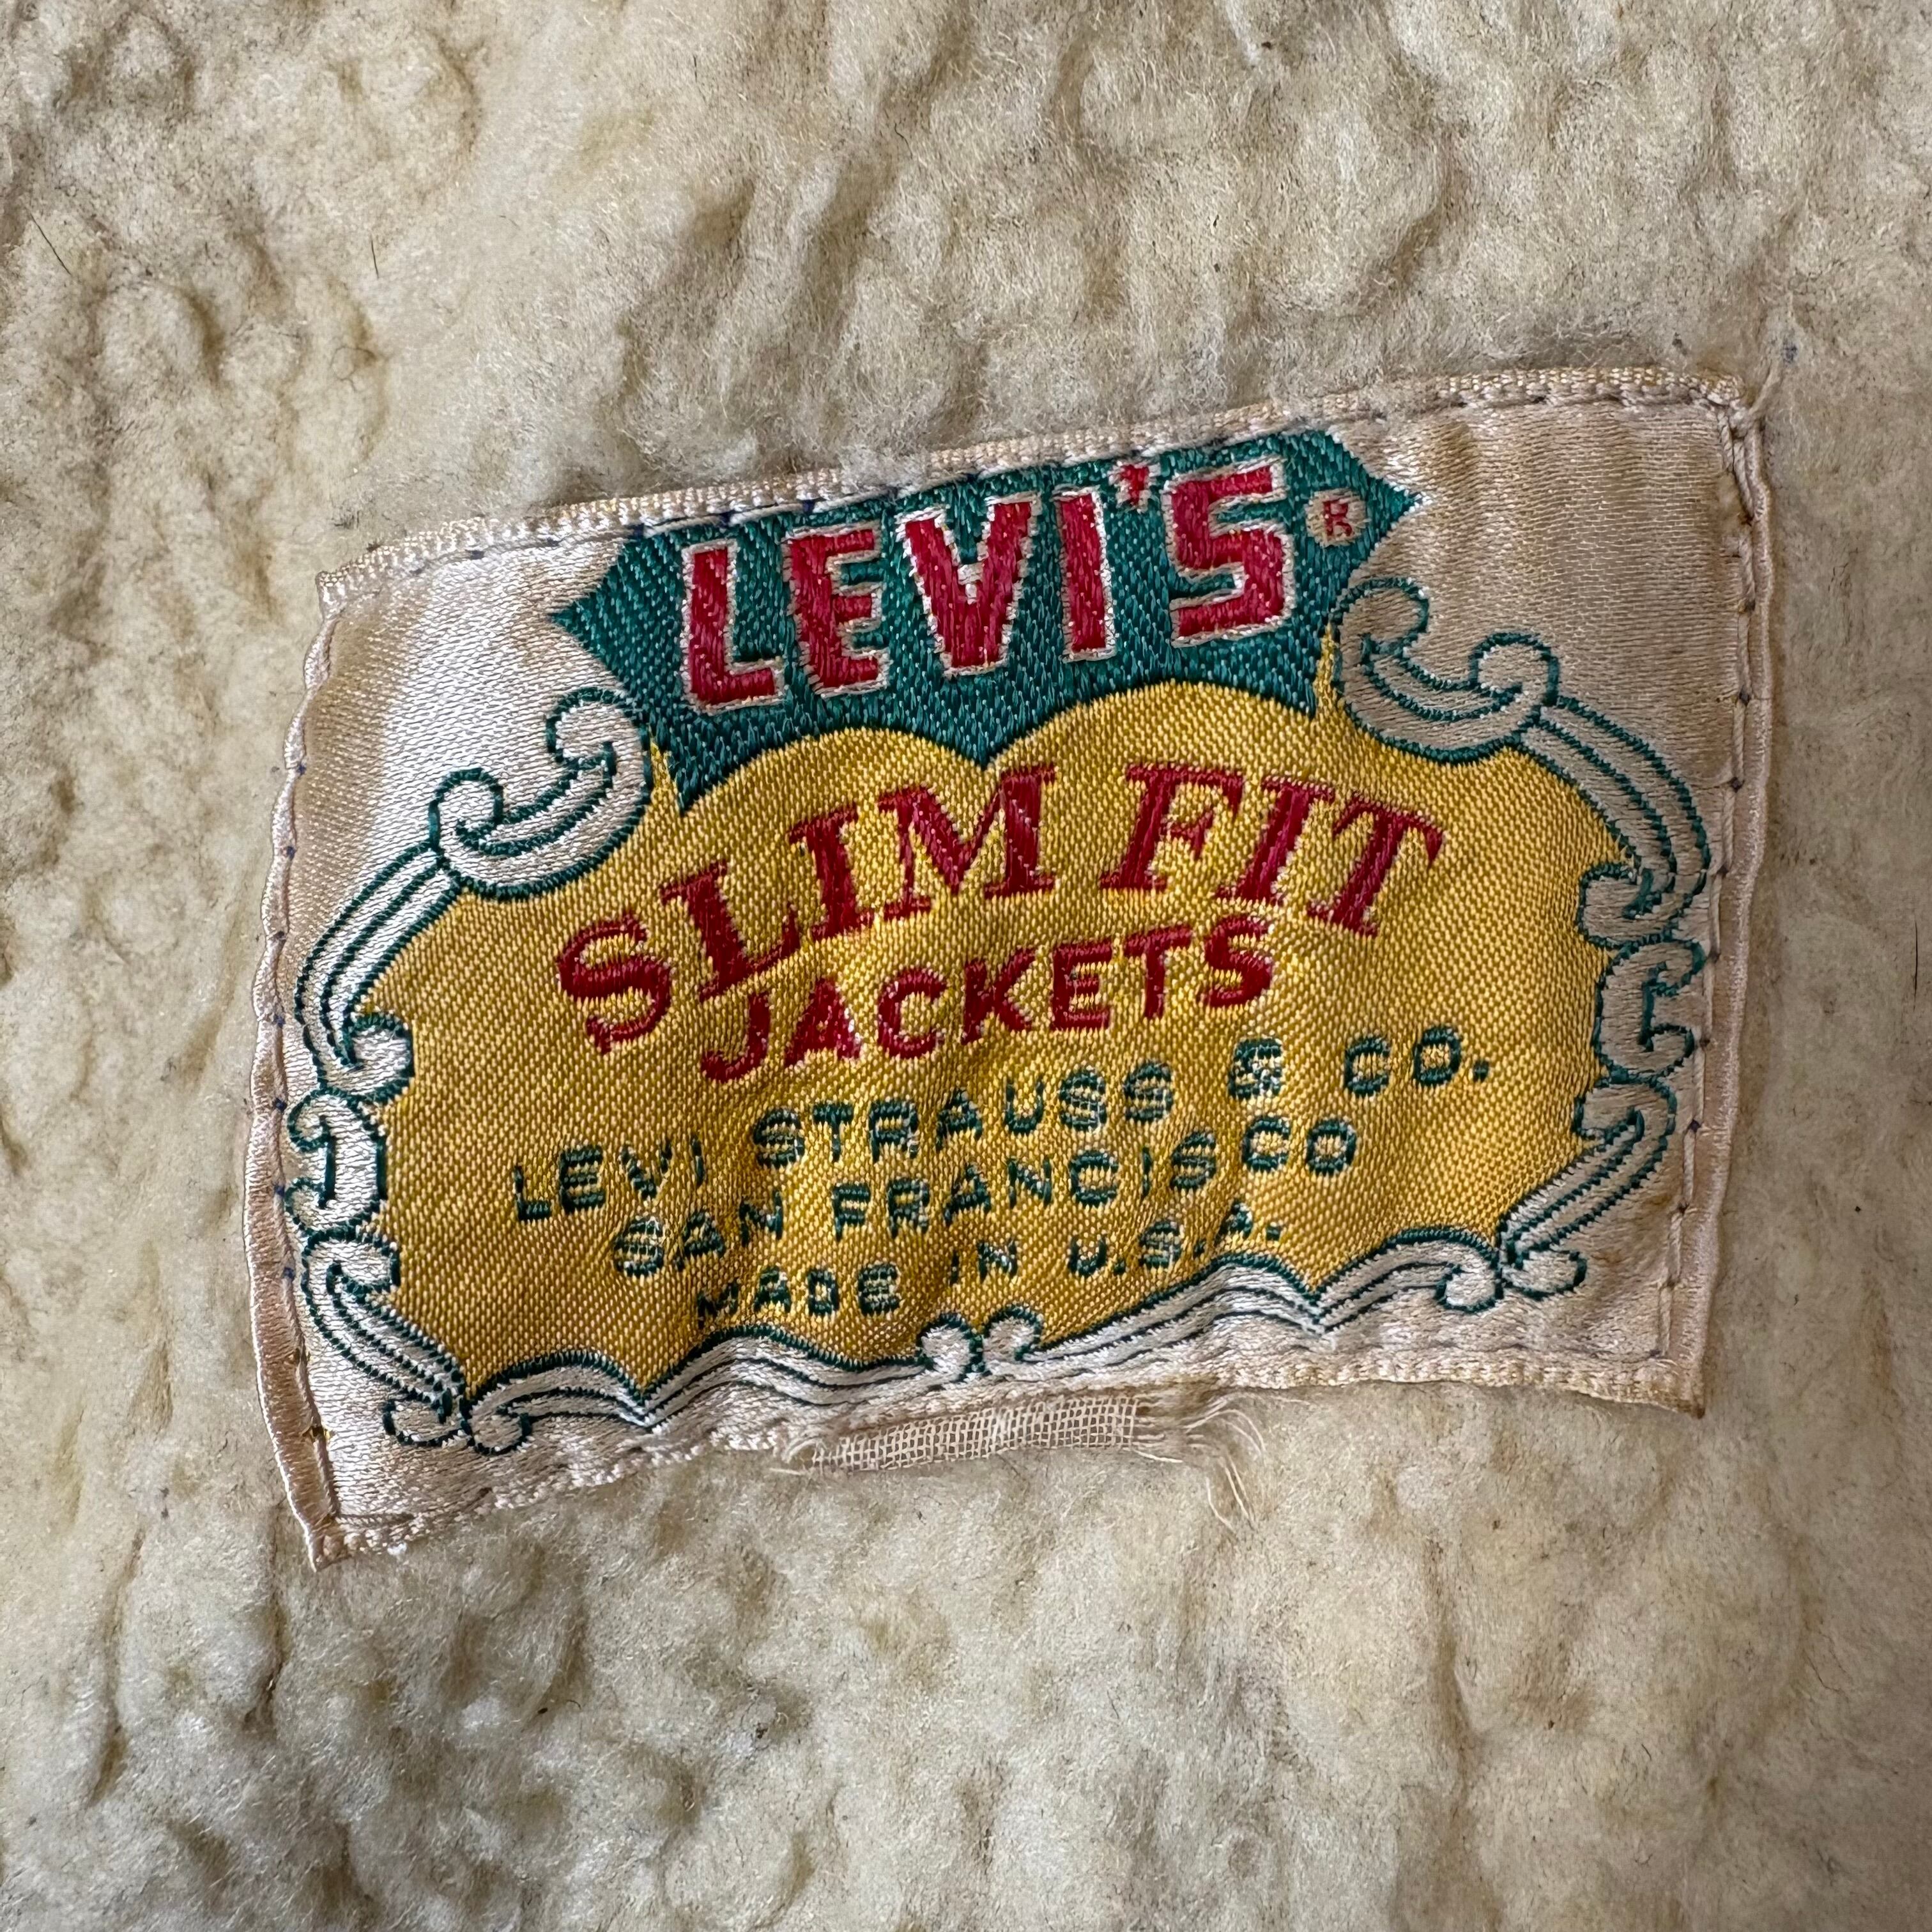 LEVI'S®
SLIM FIT
JACKETS
LEVI STRAUSS & CO.
SAN FRANCISCO
MADE IN U.S.A.